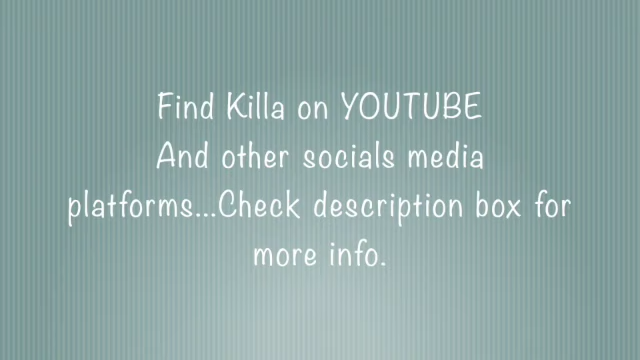 Find Killa on YOUTUBE
And other socials media
platforms...Check description box for
more info.